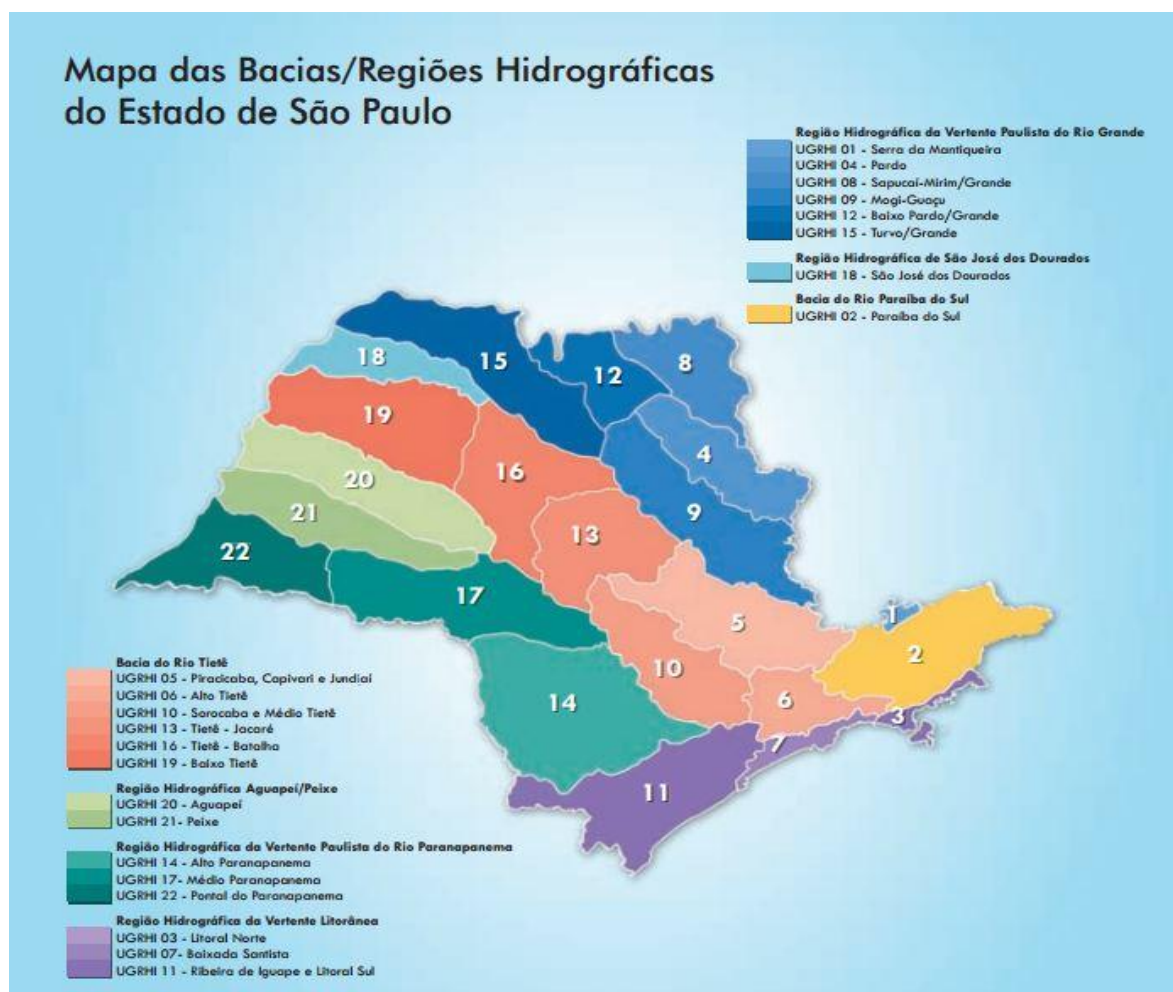 Mapa das Bacias/Regiões Hidrográficas
do Estado de São Paulo
Região Hidrográfica da Vertente Paulista do Rio Grande
UGRHI 01 - Serra da Mantiqueira
UGRHI 04 - Pardo
UGRHI 08 - Sapucaí-Mirim/Grande
UGRHI 09 - Mogi-Guaçu
UGRHI 12 - Baixo Pardo/Grande
UGRHI 15 - Turvo/Grande
Região Hidrográfica de São José dos Dourados
UGRHI 18 - São José dos Dourados
Bacia do Rio Paraíba do Sul
UGRHI 02 - Paraíba do Sul
18
15
12
8
19
4
20
16
9
21
13
22
17
5
1
2
10
6
14
3
7
11
Bacia do Rio Tietê
UGRHI 05 - Piracicaba, Capivari e Jundiaí
UGRHI 06 - Alto Tietê
UGRHI 10 - Sorocaba e Médio Tietê
UGRHI 13 - Tietê - Jacaré
UGRHI 16 - Tietê - Batalha
UGRHI 19 - Baixo Tietê
Região Hidrográfica Aguapeí/Peixe
UGRHI 20 - Aguapeí
UGRHI 21- Peixe
Região Hidrográfica da Vertente Paulista do Rio Paranapanema
UGRHI 14 - Alto Paranapanema
UGRHI 17- Médio Paranapanema
UGRHI 22 - Pontal do Paranapanema
Região Hidrográfica da Vertente Litorânea
UGRHI 03 - Litoral Norte
UGRHI 07- Baixada Santista
UGRHI 11 - Ribeira de Iguape e Litoral Sul